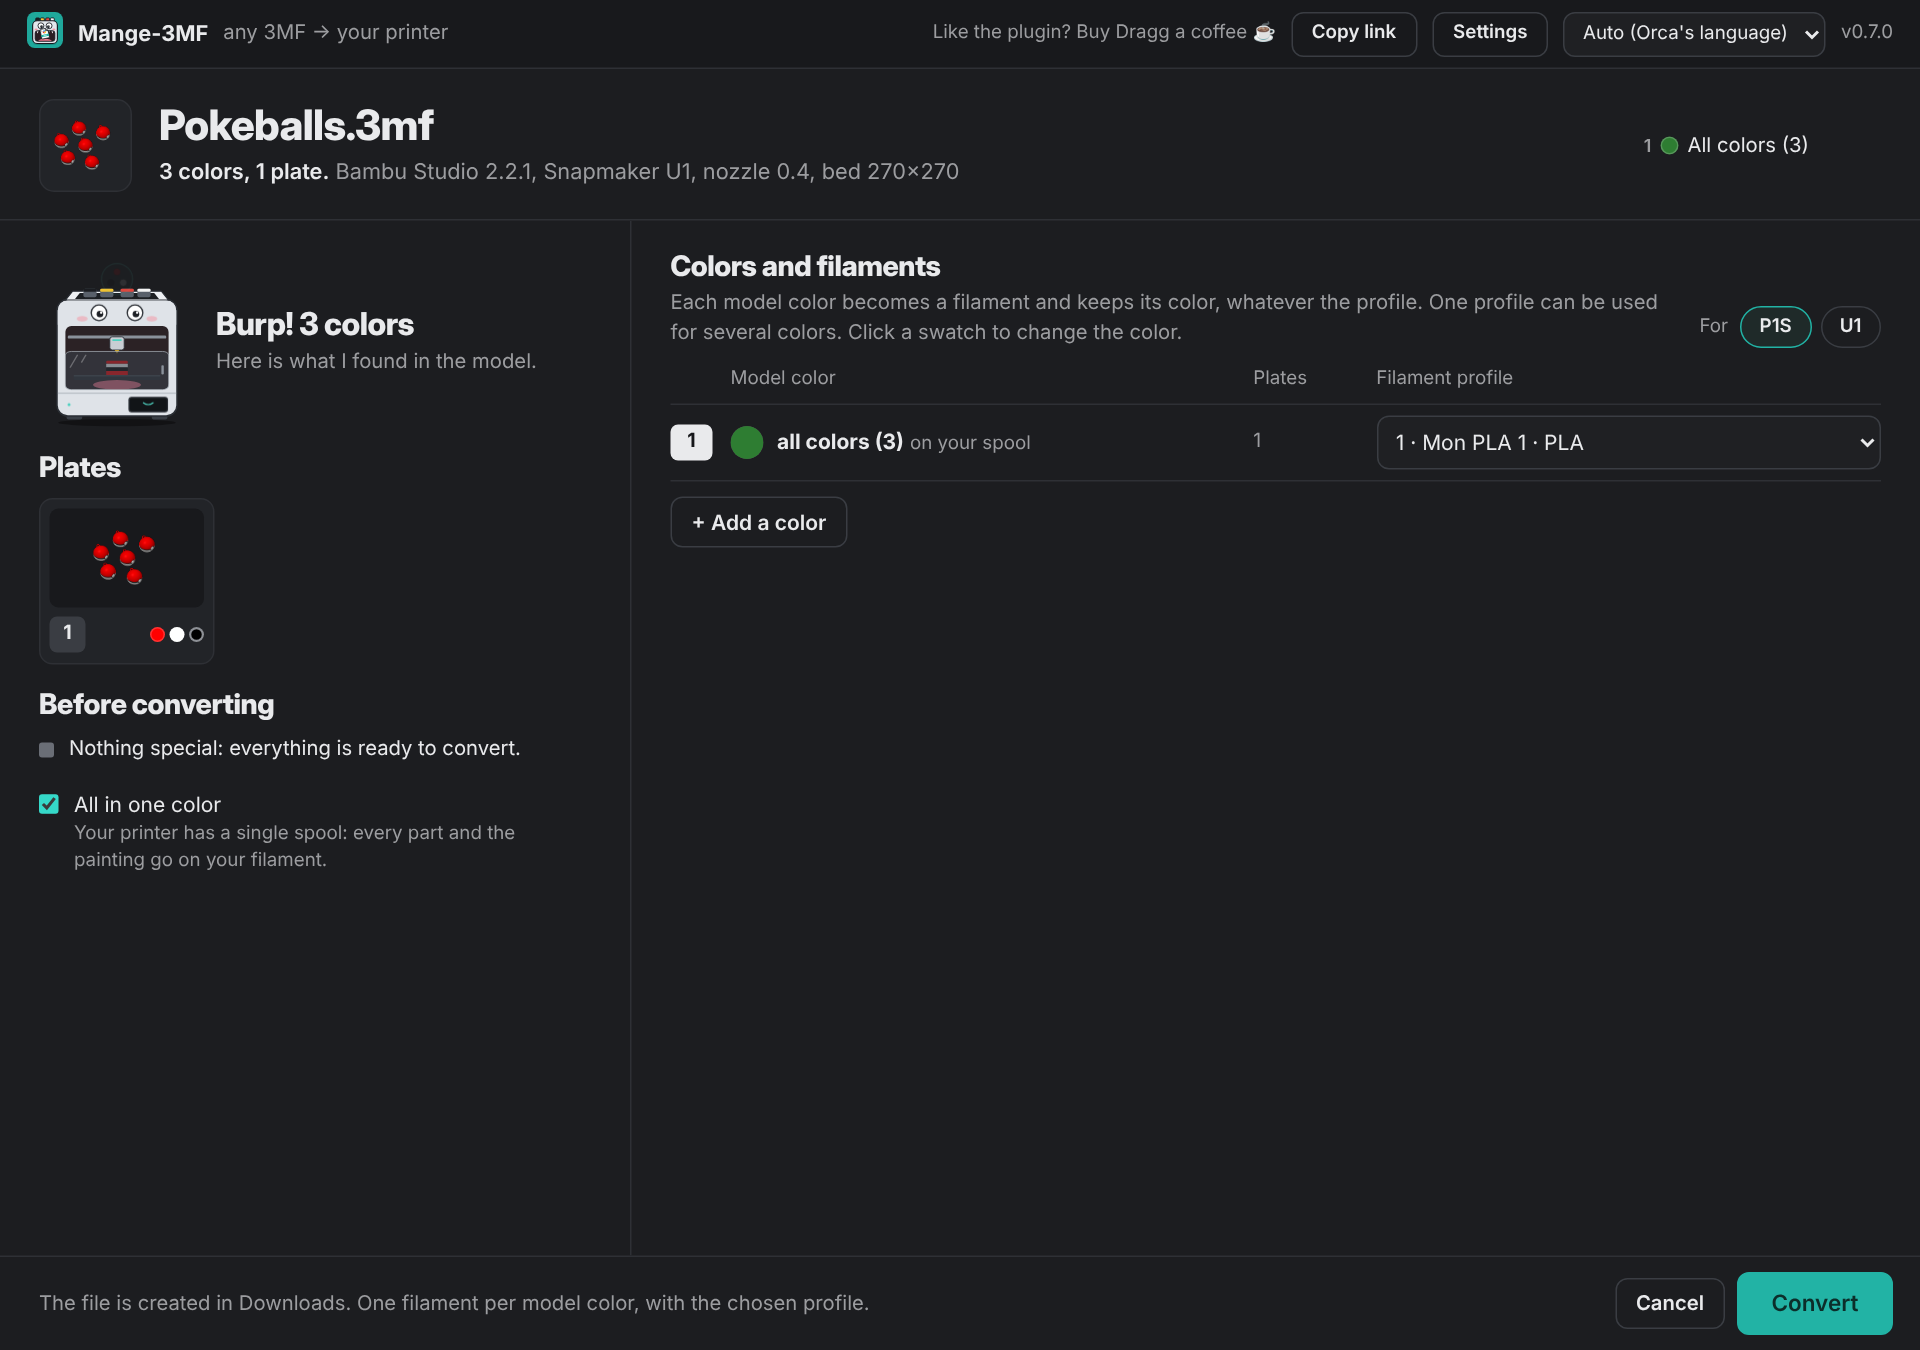 Mange-3MF any 3MF → your printer
Like the plugin? Buy Dragg a coffee ☕
Copy link
Settings
Auto (Orca's language)
v0.7.0
Pokeballs.3mf
3 colors, 1 plate. Bambu Studio 2.2.1, Snapmaker U1, nozzle 0.4, bed 270×270
1 All colors (3)
Burp! 3 colors
Here is what I found in the model.
Plates
1
Before converting
Nothing special: everything is ready to convert.
All in one color
Your printer has a single spool: every part and the
painting go on your filament.
Colors and filaments
Each model color becomes a filament and keeps its color, whatever the profile. One profile can be used
for several colors. Click a swatch to change the color.
For P1S U1
Model color Plates Filament profile
1 all colors (3) on your spool 1 1 · Mon PLA 1 · PLA
+ Add a color
The file is created in Downloads. One filament per model color, with the chosen profile.
Cancel
Convert